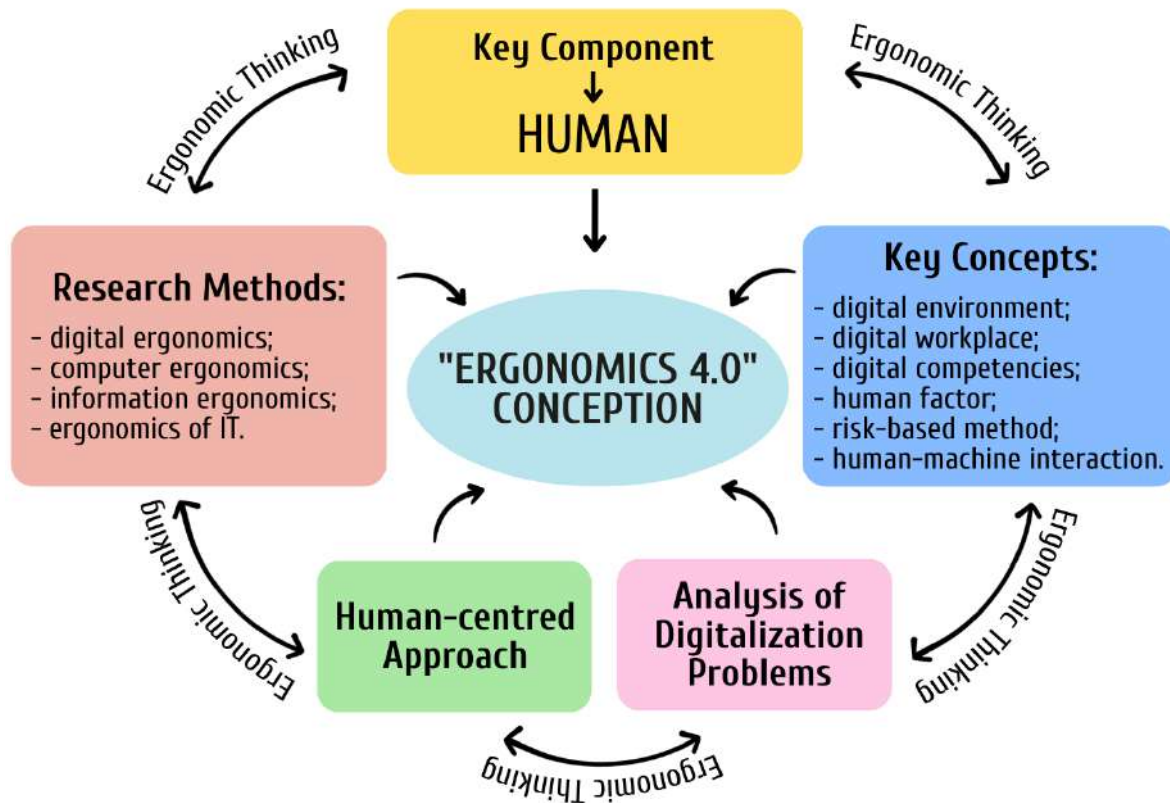 Key Component
HUMAN
Ergonomic Thinking
Ergonomic Thinking
Research Methods:
- digital ergonomics;
- computer ergonomics;
- information ergonomics;
- ergonomics of IT.
"ERGONOMICS 4.0"
CONCEPTION
Key Concepts:
- digital environment;
- digital workplace;
- digital competencies;
- human factor;
- risk-based method;
- human-machine interaction.
Ergonomic Thinking
Ergonomic Thinking
Human-centred
Approach
Analysis of
Digitalization
Problems
Ergonomic Thinking